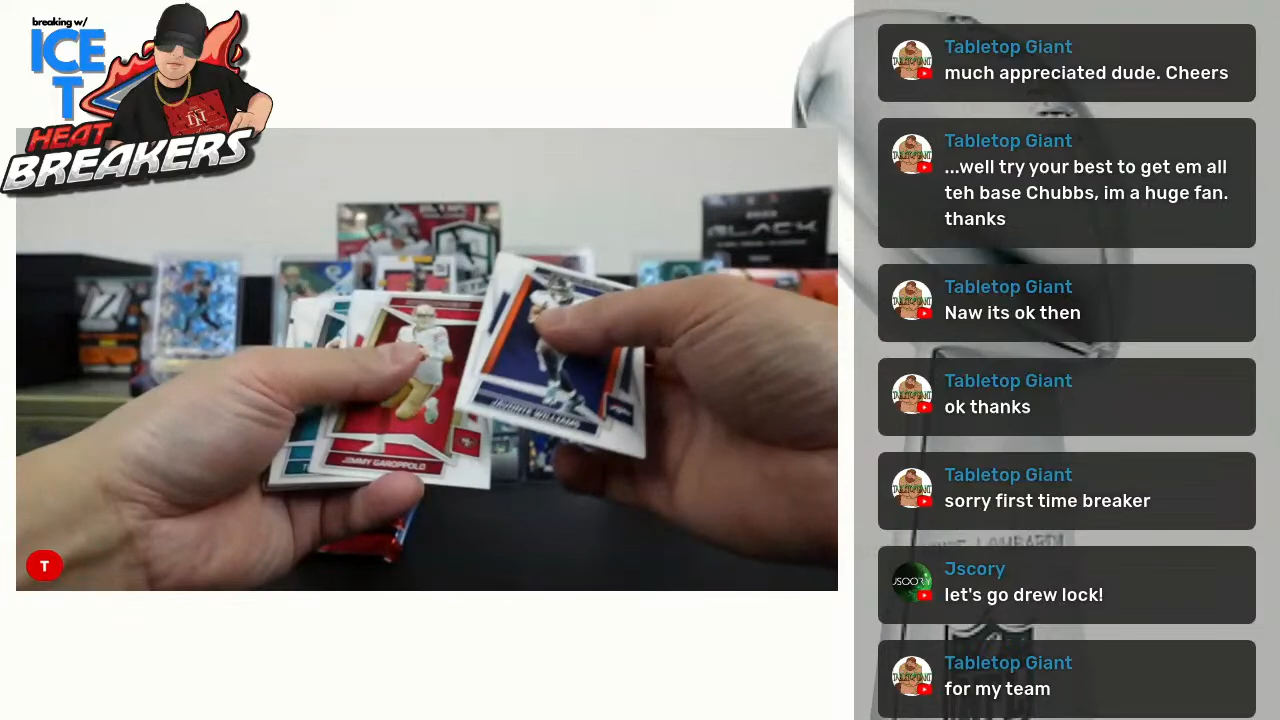 breaking w/
ICE
T
HEAT
BREAKERS
BLACK
JIMMY GAROPPOLO
WILLIAMS
T
Tabletop Giant
much appreciated dude. Cheers
Tabletop Giant
...well try your best to get em all
teh base Chubbs, im a huge fan.
thanks
Tabletop Giant
Naw its ok then
Tabletop Giant
ok thanks
Tabletop Giant
sorry first time breaker
Jscory
let's go drew lock!
Tabletop Giant
for my team